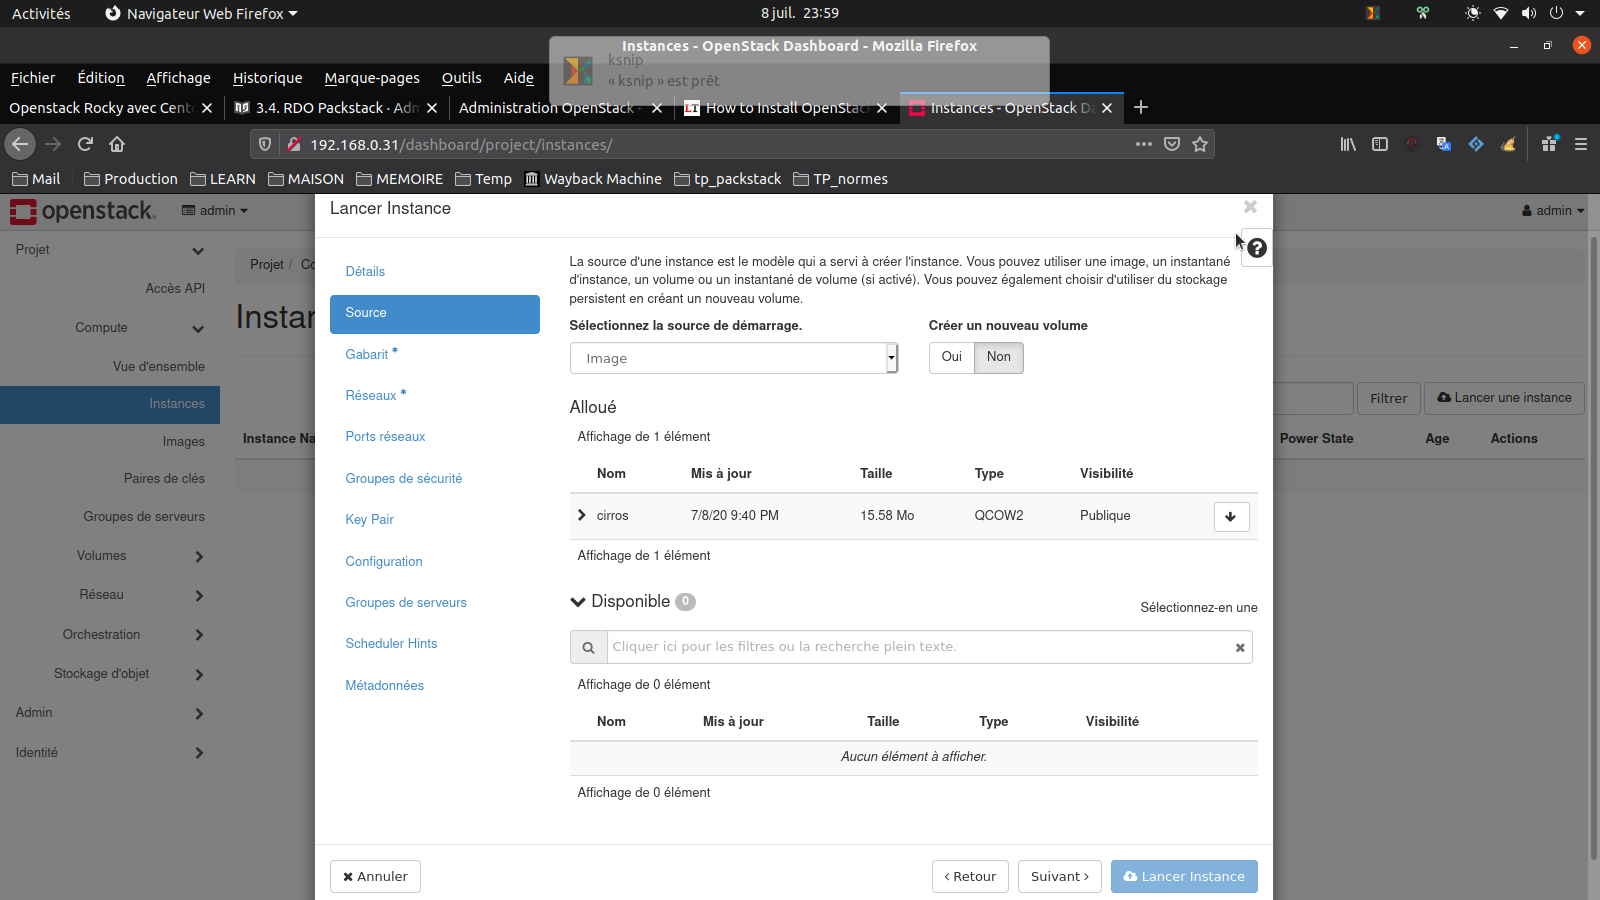 Activités
Navigateur Web Firefox
8 juil. 23:59
Instances - OpenStack Dashboard - Mozilla Firefox
ksnip
« ksnip » est prêt
Fichier Édition Affichage Historique Marque-pages Outils Aide
Openstack Rocky avec Cent
3.4. RDO Packstack · Adm
Administration OpenStack -
LT How to Install OpenStac
Instances - OpenStack Da
192.168.0.31/dashboard/project/instances/
Mail Production LEARN MAISON MEMOIRE Temp Wayback Machine tp_packstack TP_normes
openstack.
admin
admin
Projet
Accès API
Compute
Vue d'ensemble
Instances
Images
Paires de clés
Groupes de serveurs
Volumes
Réseau
Orchestration
Stockage d'objet
Admin
Identité
Projet / Co
Instan
Filtrer
Lancer une instance
Instance Na
Power State Age Actions
Lancer Instance
Détails
Source
Gabarit *
Réseaux *
Ports réseaux
Groupes de sécurité
Key Pair
Configuration
Groupes de serveurs
Scheduler Hints
Métadonnées
La source d'une instance est le modèle qui a servi à créer l'instance. Vous pouvez utiliser une image, un instantané
d'instance, un volume ou un instantané de volume (si activé). Vous pouvez également choisir d'utiliser du stockage
persistent en créant un nouveau volume.
Sélectionnez la source de démarrage.
Image
Créer un nouveau volume
Oui Non
Alloué
Affichage de 1 élément
Nom Mis à jour Taille Type Visibilité
cirros 7/8/20 9:40 PM 15.58 Mo QCOW2 Publique
Affichage de 1 élément
Disponible 0
Sélectionnez-en une
Cliquer ici pour les filtres ou la recherche plein texte.
Affichage de 0 élément
Nom Mis à jour Taille Type Visibilité
Aucun élément à afficher.
Affichage de 0 élément
Annuler
Retour
Suivant
Lancer Instance